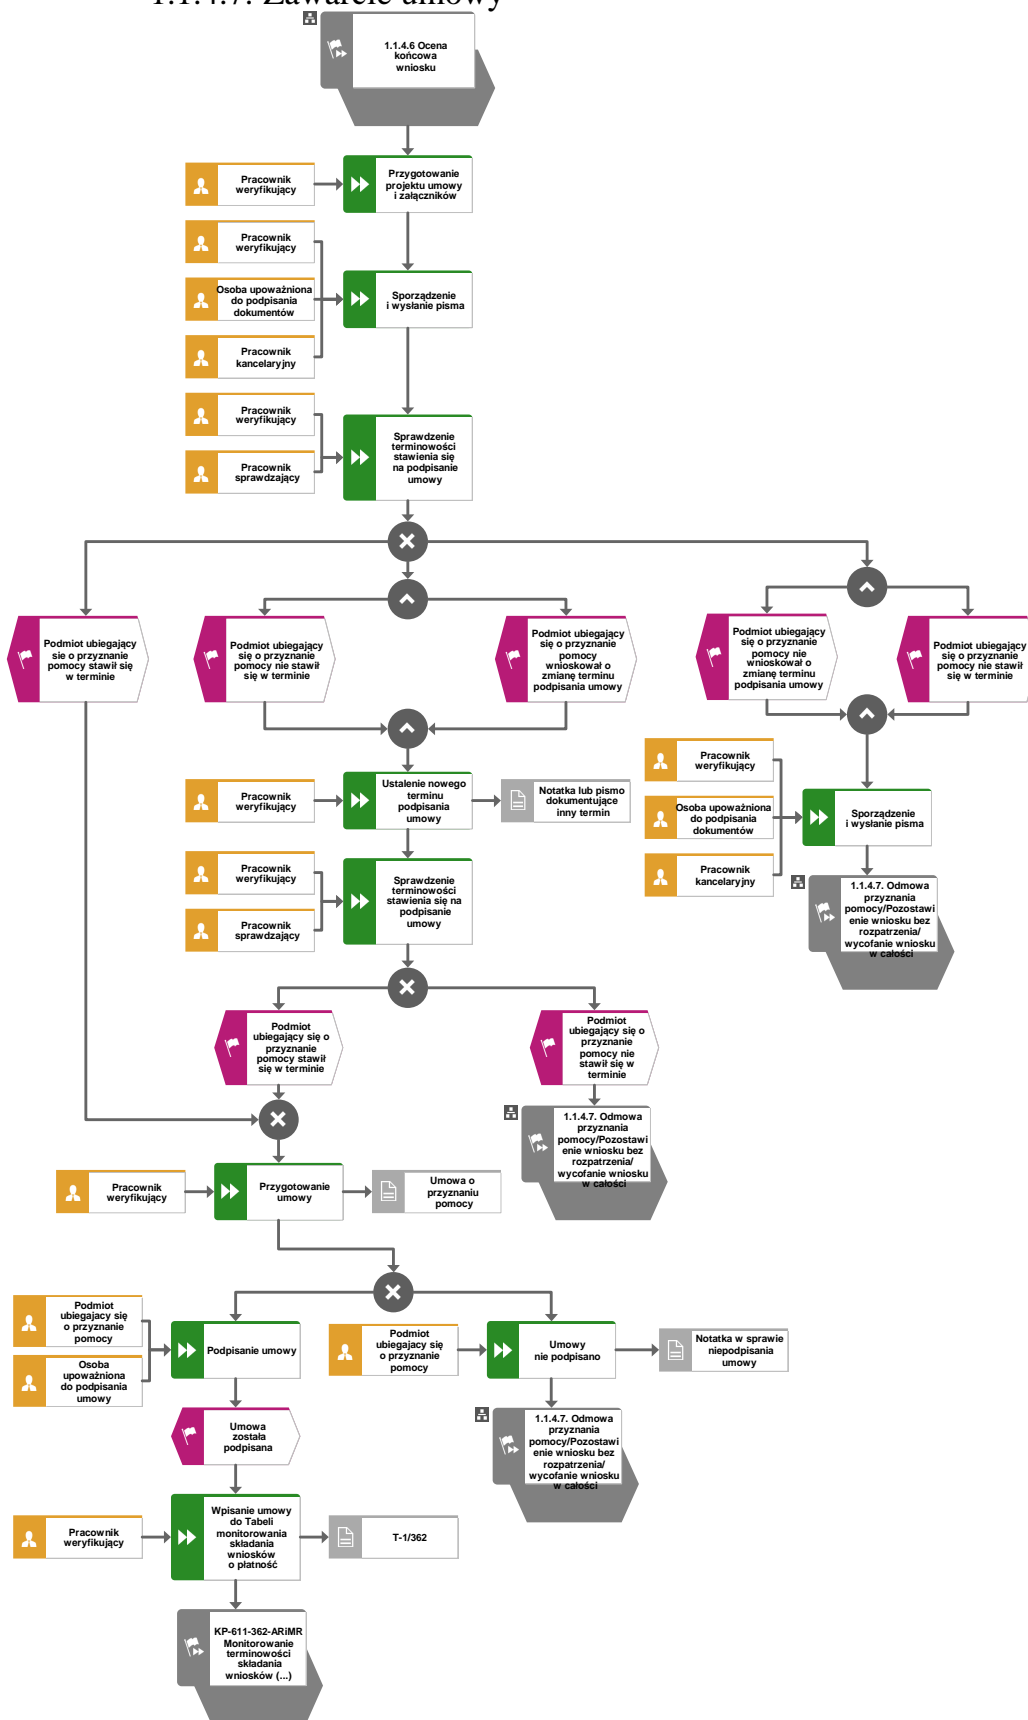 1.1.4.7. Zawarcie umowy
1.1.4.6 Ocena
końcowa
wniosku
Pracownik
weryfikujący
Przygotowanie
projektu umowy
i załączników
Pracownik
weryfikujący
Osoba upoważniona
do podpisania
dokumentów
Sporządzenie
i wysłanie pisma
Pracownik
kancelaryjny
Pracownik
weryfikujący
Sprawdzenie
terminowości
stawienia się
na podpisanie
umowy
Pracownik
sprawdzający
Podmiot ubiegający
sie o przyznanie
pomocy stawił się
w terminie
Podmiot ubiegający
się o przyznanie
pomocy nie stawił
się w terminie
Podmiot ubiegający
się o przyznanie
pomocy
wnioskował o
zmianę terminu
podpisania umowy
Podmiot ubiegający
się o przyznanie
pomocy nie
wnioskował o
zmianę terminu
podpisania umowy
Podmiot ubiegający
się o przyznanie
pomocy nie stawił
się w terminie
Pracownik
weryfikujący
Ustalenie nowego
terminu
podpisania
umowy
Notatka lub pismo
dokumentujące
inny termin
Pracownik
weryfikujący
Osoba upoważniona
do podpisania
dokumentów
Sporządzenie
i wysłanie pisma
Pracownik
kancelaryjny
Pracownik
weryfikujący
Sprawdzenie
terminowości
stawienia się na
podpisanie
umowy
Pracownik
sprawdzający
1.1.4.7. Odmowa
przyznania
pomocy/Pozostawi
enie wniosku bez
rozpatrzenia/
wycofanie wniosku
w całości
Podmiot
ubiegający się o
przyznanie
pomocy stawił
się w terminie
Podmiot
ubiegający się o
przyznanie
pomocy nie
stawił się w
terminie
1.1.4.7. Odmowa
przyznania
pomocy/Pozostawi
enie wniosku bez
rozpatrzenia/
wycofanie wniosku
w całości
Pracownik
weryfikujący
Przygotowanie
umowy
Umowa o
przyznaniu
pomocy
Podmiot
ubiegajacy się
o przyznanie
pomocy
Osoba
upoważniona
do podpisania
umowy
Podpisanie umowy
Podmiot
ubiegajacy się
o przyznanie
pomocy
Umowy
nie podpisano
Notatka w sprawie
niepodpisania
umowy
Umowa
została
podpisana
1.1.4.7. Odmowa
przyznania
pomocy/Pozostawi
enie wniosku bez
rozpatrzenia/
wycofanie wniosku
w całości
Pracownik
weryfikujący
Wpisanie umowy
do Tabeli
monitorowania
składania
wniosków
o płatność
T-1/362
KP-611-362-ARiMR
Monitorowanie
terminowości
składania
wniosków (...)